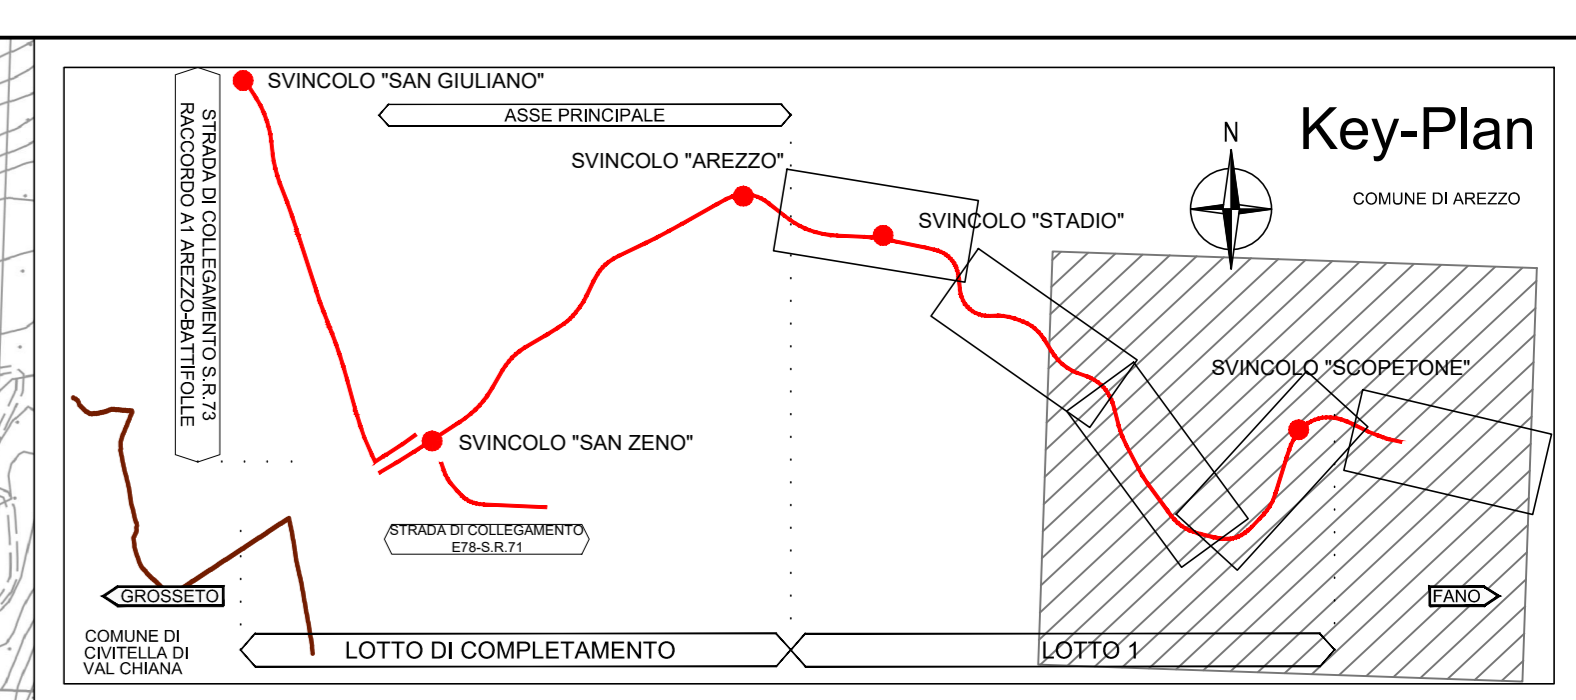 SVINCOLO "SAN GIULIANO"
ASSE PRINCIPALE
Key-Plan
N
STRADA DI COLLEGAMENTO S.R.73
RACCORDO A1 AREZZO-BATTIFOLLE
SVINCOLO "AREZZO"
COMUNE DI AREZZO
SVINCOLO "STADIO"
SVINCOLO "SCOPETONE"
SVINCOLO "SAN ZENO"
STRADA DI COLLEGAMENTO
E78-S.R.71
GROSSETO
FANO
COMUNE DI
CIVITELLA DI
VAL CHIANA
LOTTO DI COMPLETAMENTO
LOTTO 1